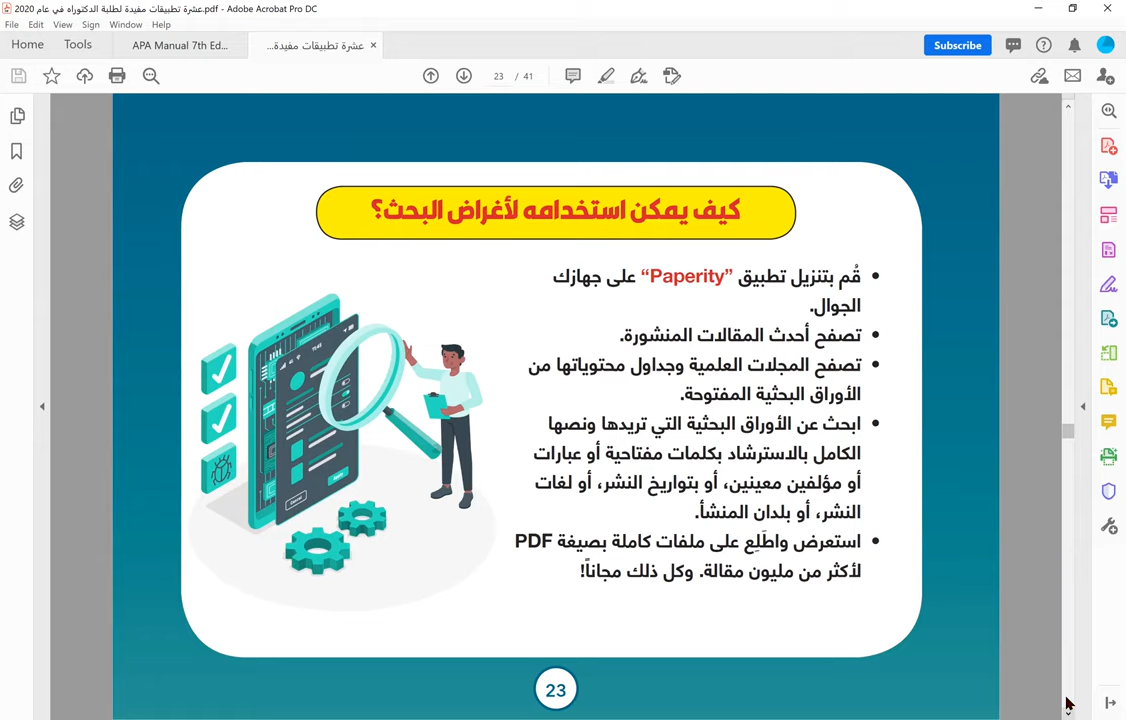 عشرة تطبيقات مفيدة لطلبة الدكتوراه في عام 2020.pdf - Adobe Acrobat Pro DC
File Edit View Sign Window Help
Home Tools APA Manual 7th Ed... عشرة تطبيقات مفيدة... × Subscribe
23 / 41
كيف يمكن استخدامه لأغراض البحث؟
• قُم بتنزيل تطبيق “Paperity” على جهازك
الجوال.
• تصفح أحدث المقالات المنشورة.
• تصفح المجلات العلمية وجداول محتوياتها من
الأوراق البحثية المفتوحة.
• ابحث عن الأوراق البحثية التي تريدها ونصها
الكامل بالاسترشاد بكلمات مفتاحية أو عبارات
أو مؤلفين معينين، أو بتواريخ النشر، أو لغات
النشر، أو بلدان المنشأ.
• استعرض واطَلِع على ملفات كاملة بصيغة PDF
لأكثر من مليون مقالة. وكل ذلك مجاناً!
23